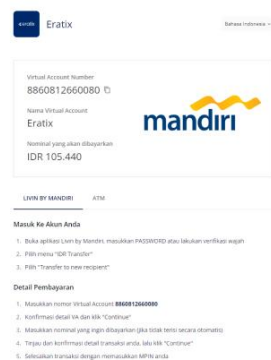 eratix
Eratix
Bahasa Indonesia
Virtual Account Number
8860812660080
Nama Virtual Account
Eratix
mandiri
Nominal yang akan dibayarkan
IDR 105.440
LIVIN BY MANDIRI
ATM
Masuk Ke Akun Anda
1. Buka aplikasi Livin by Mandiri, masukkan PASSWORD atau lakukan verifikasi wajah
2. Pilih menu "IDR Transfer"
3. Pilih "Transfer to new recipient"
Detail Pembayaran
1. Masukkan nomor Virtual Account 8860812660080
2. Konfirmasi detail VA dan klik "Continue"
3. Masukkan nominal yang ingin dibayarkan (jika tidak terisi secara otomatis)
4. Tinjau dan konfirmasi detail transaksi anda, lalu klik "Continue"
5. Selesaikan transaksi dengan memasukkan MPIN anda